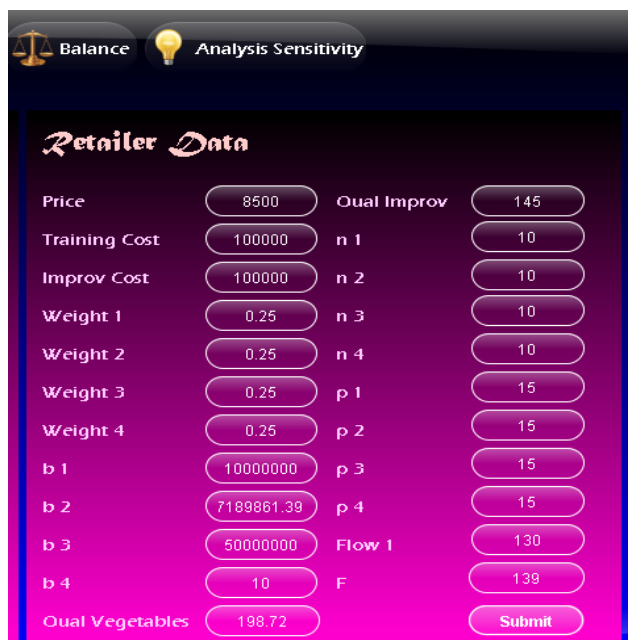 Balance Analysis Sensitivity
Retailer Data
Price 8500 Qual Improv 145
Training Cost 100000 n 1 10
Improv Cost 100000 n 2 10
Weight 1 0.25 n 3 10
Weight 2 0.25 n 4 10
Weight 3 0.25 p 1 15
Weight 4 0.25 p 2 15
b 1 10000000 p 3 15
b 2 7189861.39 p 4 15
b 3 50000000 Flow 1 130
b 4 10 F 139
Qual Vegetables 198.72 Submit